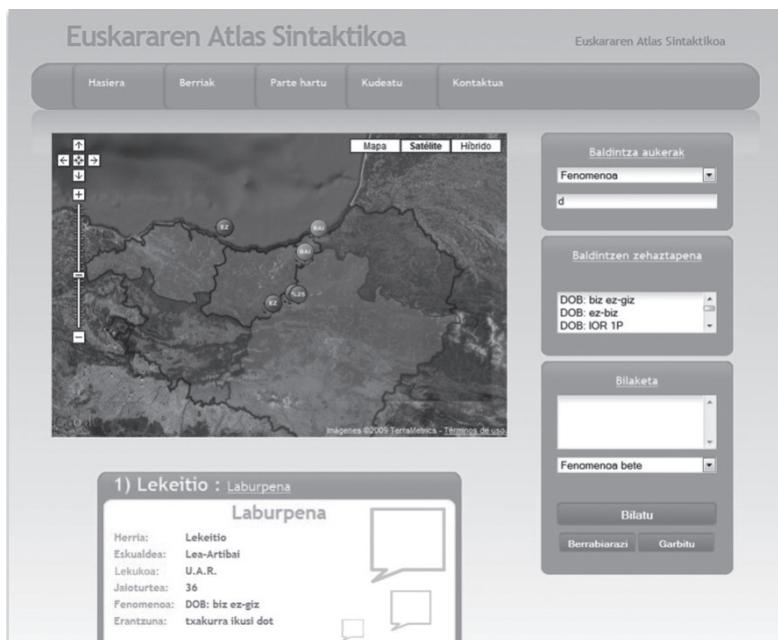 Euskararen Atlas Sintaktikoa
Euskararen Atlas Sintaktikoa
Hasiera
Berriak
Parte hartu
Kudeatu
Kontaktua
Mapa
Satélite
Híbrido
EZ
BAI
BAI
EZ
Imágenes ©2009 TerraMetrica - Términos de uso
Baldintza aukerak
Fenomenoa
d
Baldintzen zehaztapena
DOB: biz ez-giz
DOB: ez-biz
DOB: IOR 1P
Bilaketa
Fenomenoa bete
Bilatu
Berrabiarazi
Garbitu
1) Lekeitio : Laburpena
Laburpena
Herria: Lekeitio
Eskualdea: Lea-Artibai
Lekukoa: U.A.R.
Jaioturtea: 36
Fenomenoa: DOB: biz ez-giz
Erantzuna: txakurra ikusi dot